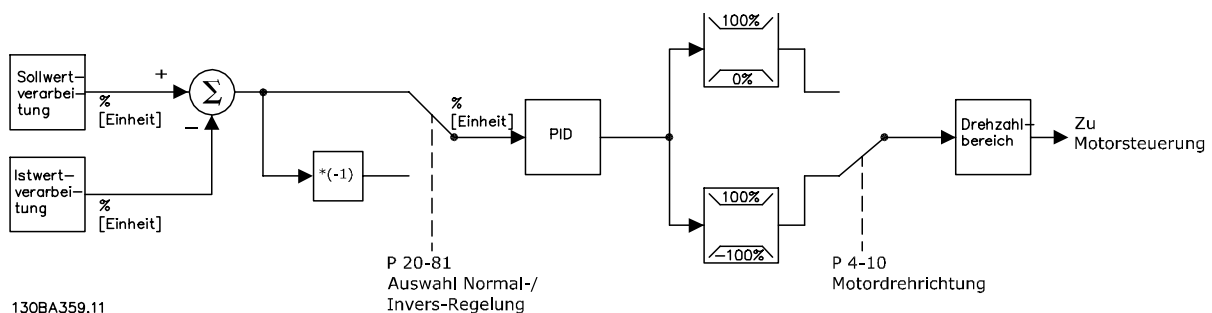 Sollwert-
verarbei-
tung
+
%
[Einheit]
Σ
−
Istwert-
verarbei-
tung
%
[Einheit]
*(-1)
P 20-81
Auswahl Normal-/
Invers-Regelung
%
[Einheit]
PID
100%
0%
100%
-100%
P 4-10
Motordrehrichtung
Drehzahl-
bereich
Zu
Motorsteuerung
130BA359.11